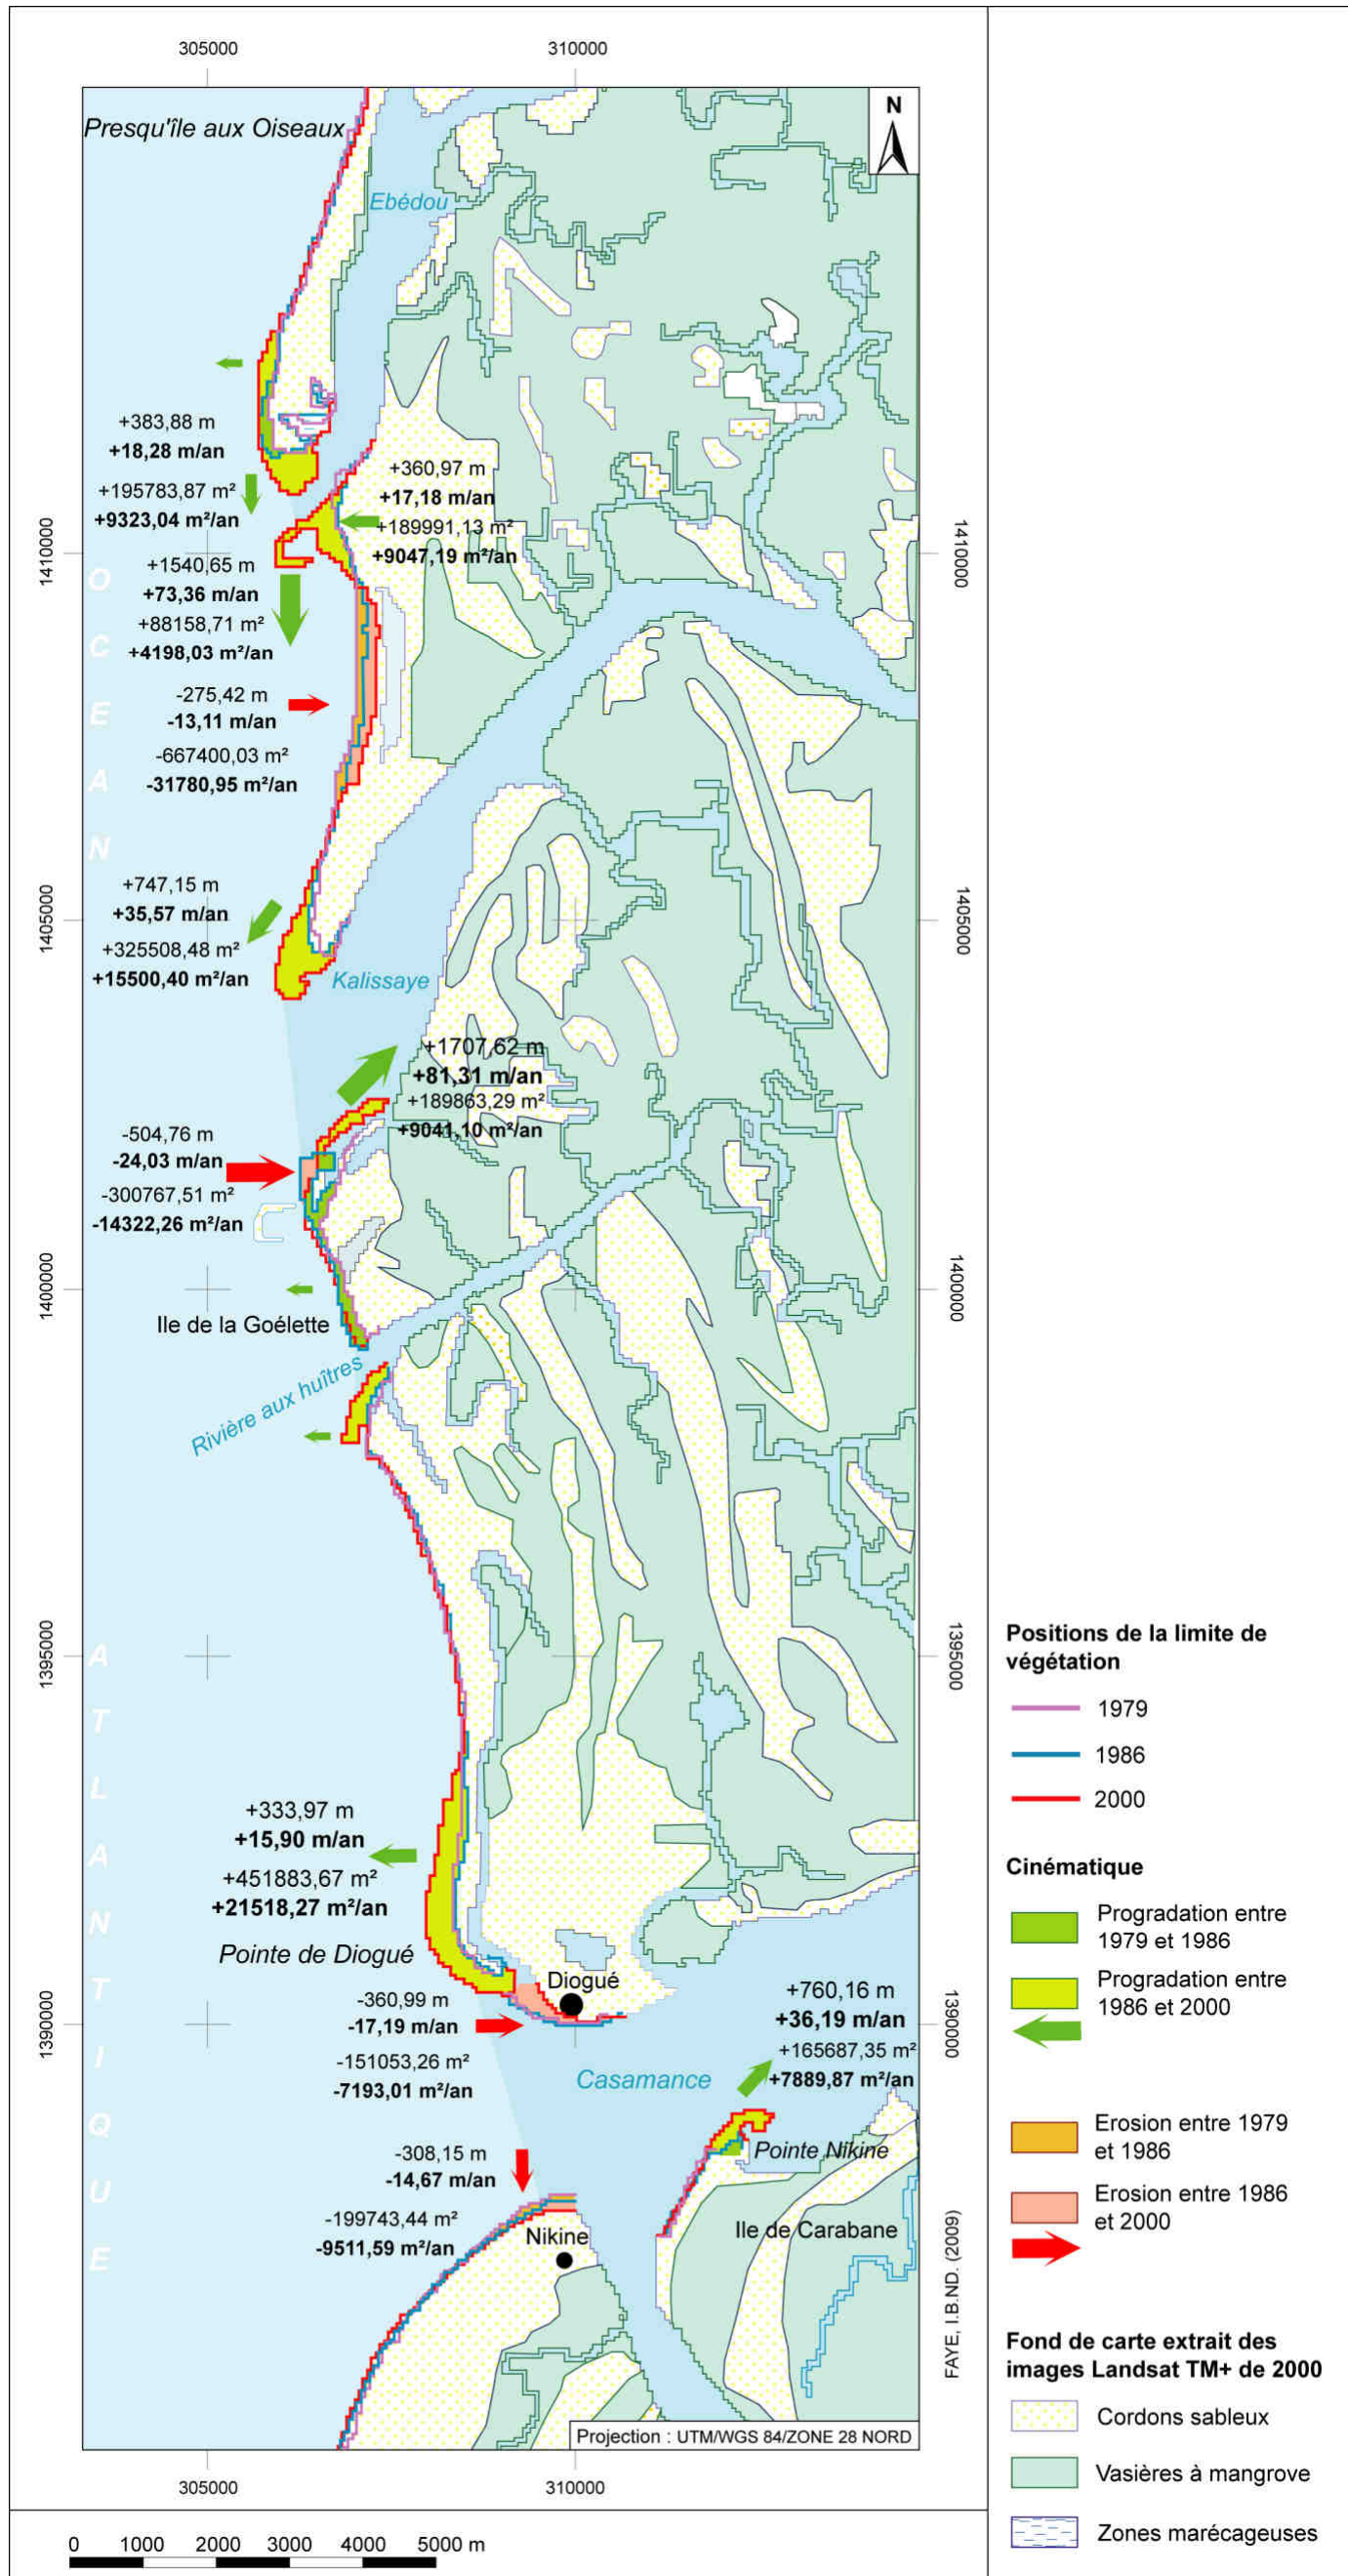 305000
310000
N
Presqu'île aux Oiseaux
Ebédou
+383,88 m
+18,28 m/an
+195783,87 m²
+9323,04 m²/an
+360,97 m
+17,18 m/an
+189991,13 m²
+9047,19 m²/an
1410000
1410000
+1540,65 m
+73,36 m/an
+88158,71 m²
+4198,03 m²/an
-275,42 m
-13,11 m/an
-667400,03 m²
-31780,95 m²/an
OCEAN
+747,15 m
+35,57 m/an
+325508,48 m²
+15500,40 m²/an
1405000
1405000
Kalissaye
+1707,62 m
+81,31 m/an
+189863,29 m²
+9041,10 m²/an
-504,76 m
-24,03 m/an
-300767,51 m²
-14322,26 m²/an
1400000
1400000
Ile de la Goélette
Rivière aux huîtres
1395000
1395000
ATLANTIQUE
+333,97 m
+15,90 m/an
+451883,67 m²
+21518,27 m²/an
Pointe de Diogué
Diogué
-360,99 m
-17,19 m/an
-151053,26 m²
-7193,01 m²/an
+760,16 m
+36,19 m/an
+165687,35 m²
+7889,87 m²/an
1390000
1390000
Casamance
-308,15 m
-14,67 m/an
-199743,44 m²
-9511,59 m²/an
Pointe Nikine
Nikine
Ile de Carabane
FAYE, I.B.ND. (2009)
Projection : UTM/WGS 84/ZONE 28 NORD
305000
310000
0 1000 2000 3000 4000 5000 m
Positions de la limite de
végétation
1979
1986
2000
Cinématique
Progradation entre
1979 et 1986
Progradation entre
1986 et 2000
Erosion entre 1979
et 1986
Erosion entre 1986
et 2000
Fond de carte extrait des
images Landsat TM+ de 2000
Cordons sableux
Vasières à mangrove
Zones marécageuses